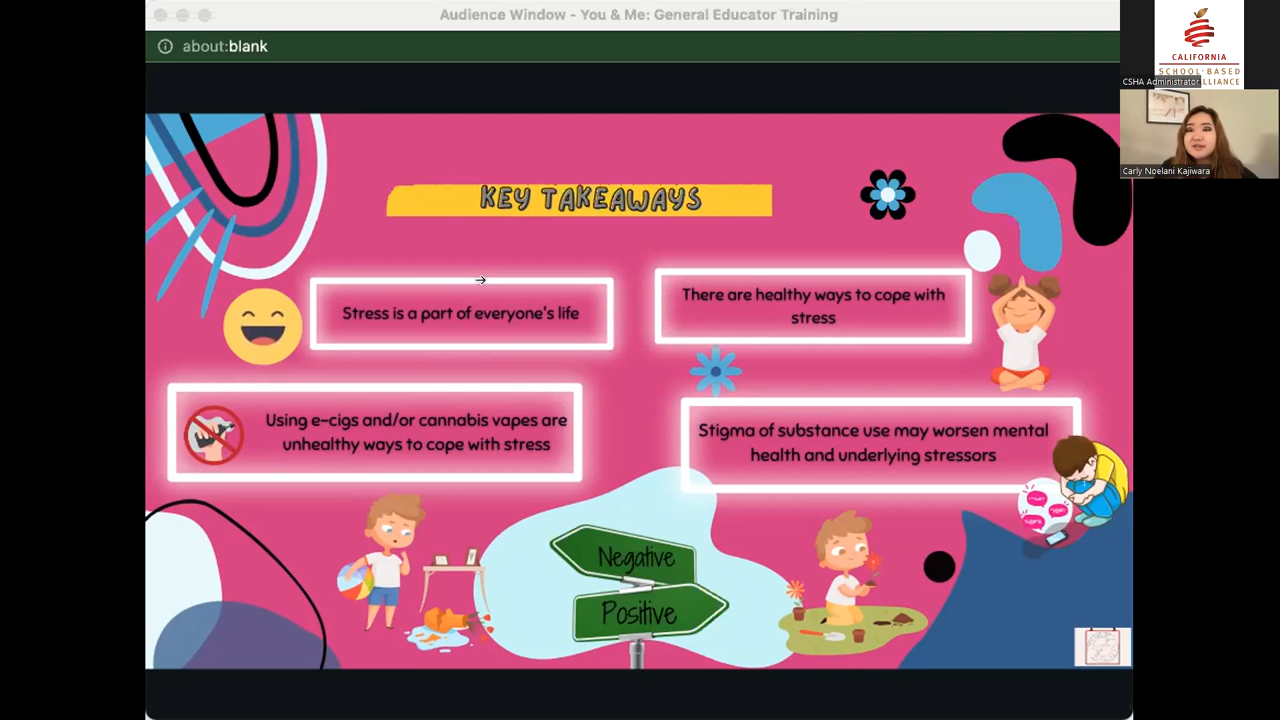 Audience Window - You & Me: General Educator Training
about:blank
CALIFORNIA
SCHOOL-BASED
CSHA Administrator
Carly Noelani Kajiwara
KEY TAKEAWAYS
Stress is a part of everyone's life
There are healthy ways to cope with
stress
Using e-cigs and/or cannabis vapes are
unhealthy ways to cope with stress
Stigma of substance use may worsen mental
health and underlying stressors
Negative
Positive